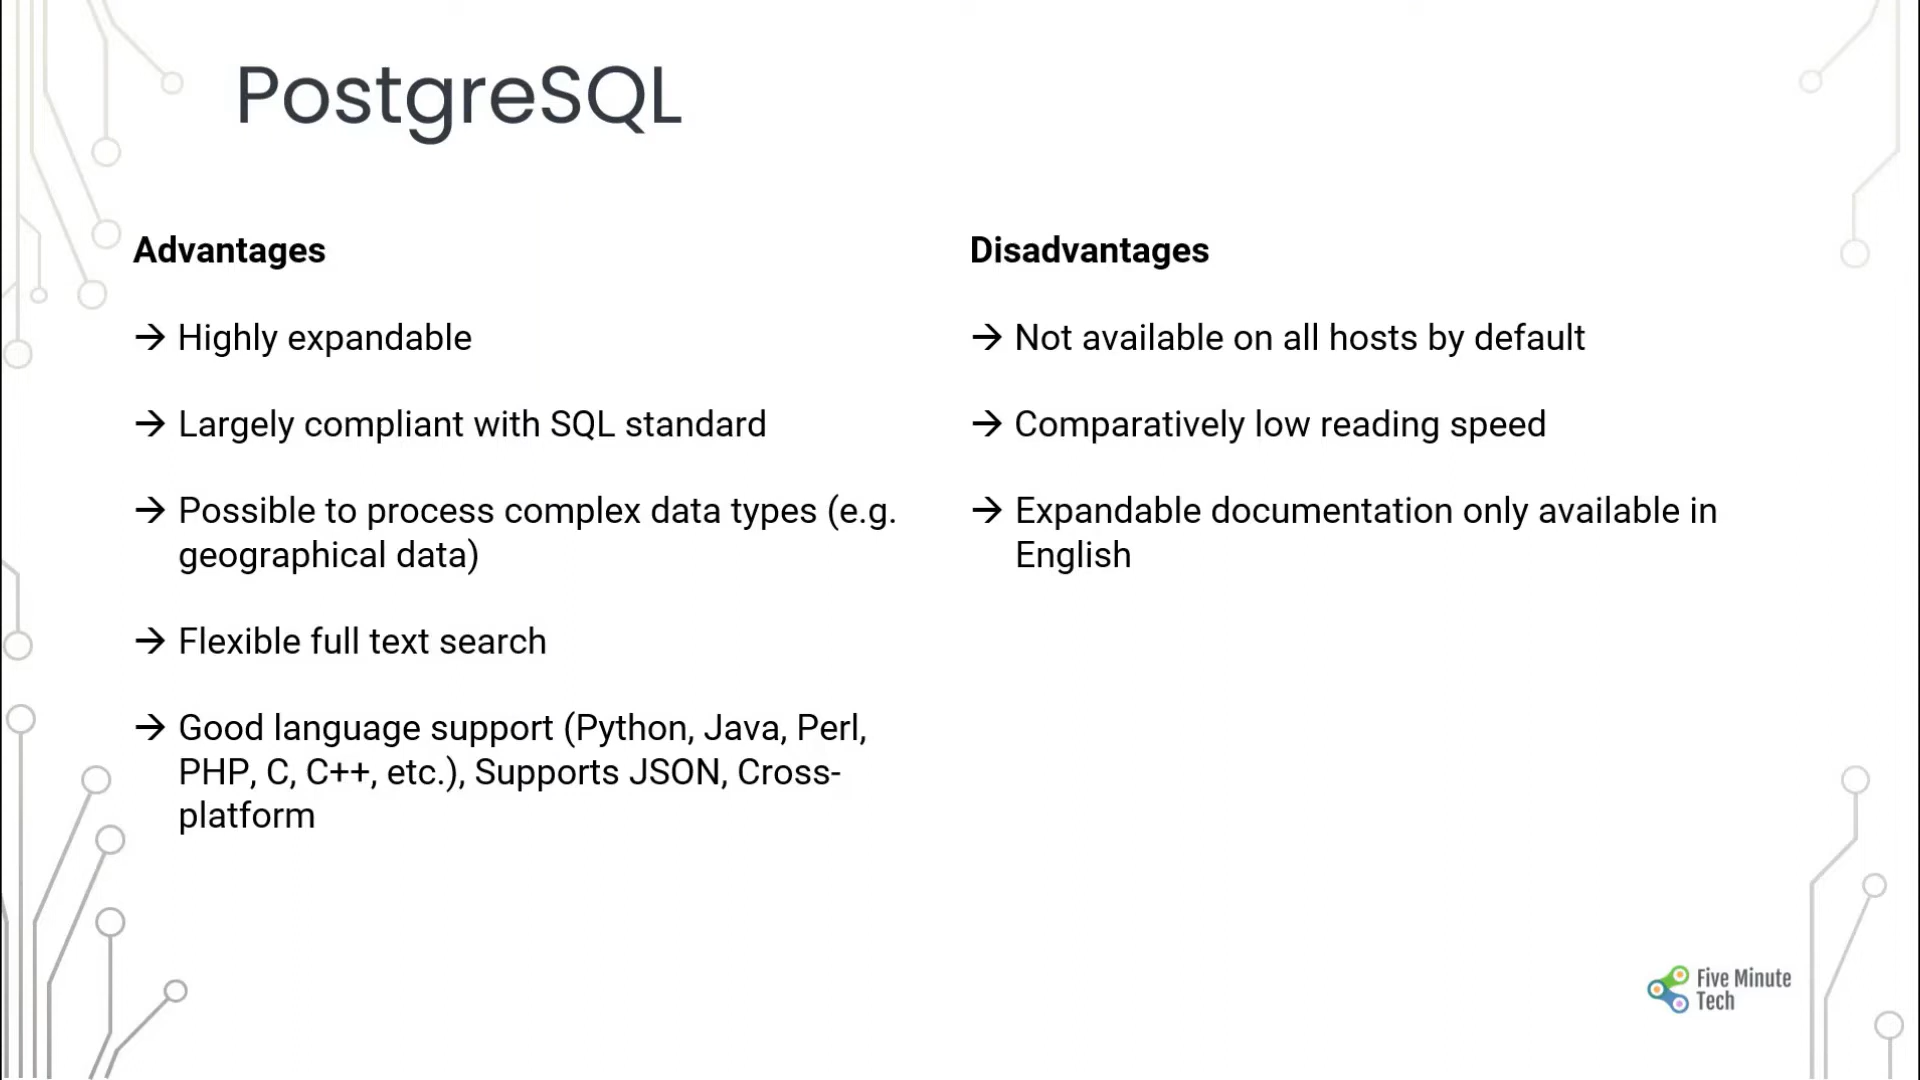 PostgreSQL
Advantages
→ Highly expandable
→ Largely compliant with SQL standard
→ Possible to process complex data types (e.g.
geographical data)
→ Flexible full text search
→ Good language support (Python, Java, Perl,
PHP, C, C++, etc.), Supports JSON, Cross-
platform
Disadvantages
→ Not available on all hosts by default
→ Comparatively low reading speed
→ Expandable documentation only available in
English
Five Minute
Tech